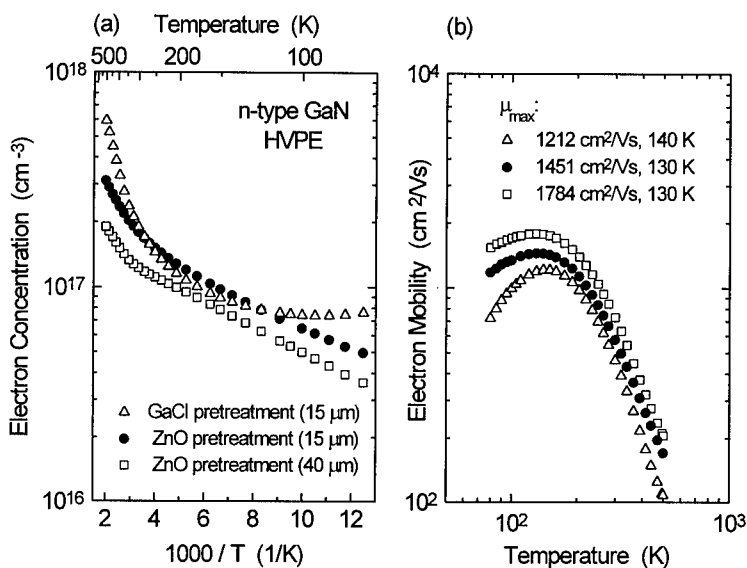 (a) Temperature (K)
500 200 100
10^18
10^17
10^16
Electron Concentration (cm^-3)
n-type GaN
HVPE
△ GaCl pretreatment (15 μm)
● ZnO pretreatment (15 μm)
□ ZnO pretreatment (40 μm)
2 4 6 8 10 12
1000 / T (1/K)
(b)
10^4
10^3
10^2
Electron Mobility (cm^2/Vs)
μ_max:
△ 1212 cm^2/Vs, 140 K
● 1451 cm^2/Vs, 130 K
□ 1784 cm^2/Vs, 130 K
10^2 10^3
Temperature (K)